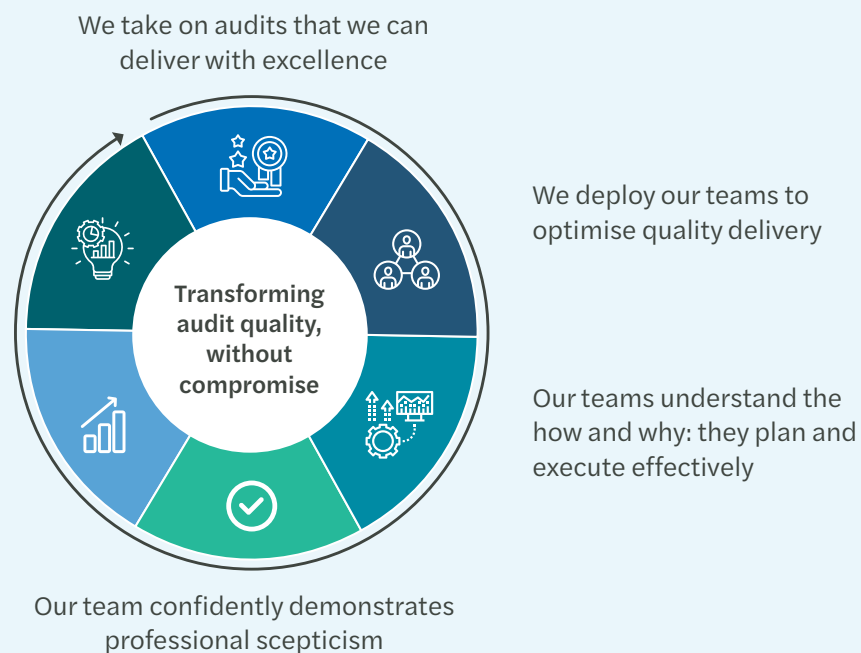 We take on audits that we can
deliver with excellence
We deploy our teams to
optimise quality delivery
Transforming
audit quality,
without
compromise
Our teams understand the
how and why: they plan and
execute effectively
Our team confidently demonstrates
professional scepticism